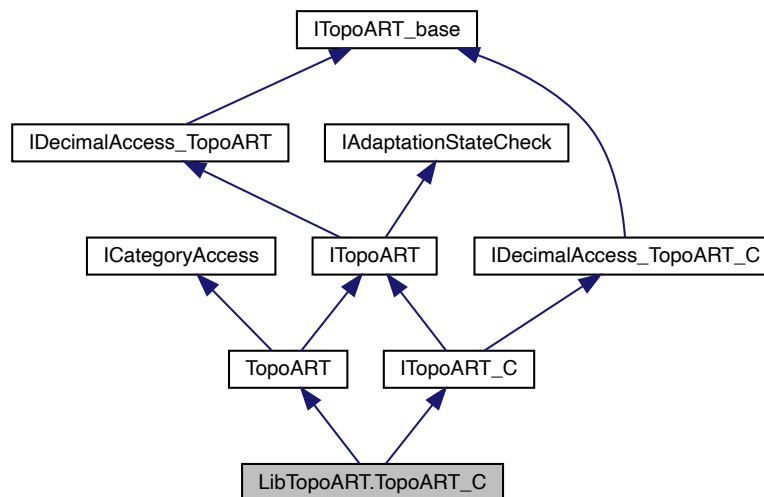 ITopoART_base
IDecimalAccess_TopoART
IAdaptationStateCheck
ICategoryAccess
ITopoART
IDecimalAccess_TopoART_C
TopoART
ITopoART_C
LibTopoART.TopoART_C